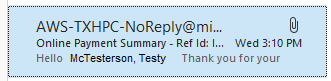 AWS-TXHPC-NoReply@mi...
Online Payment Summary - Ref Id: I... Wed 3:10 PM
Hello McTesterson, Testy Thank you for your